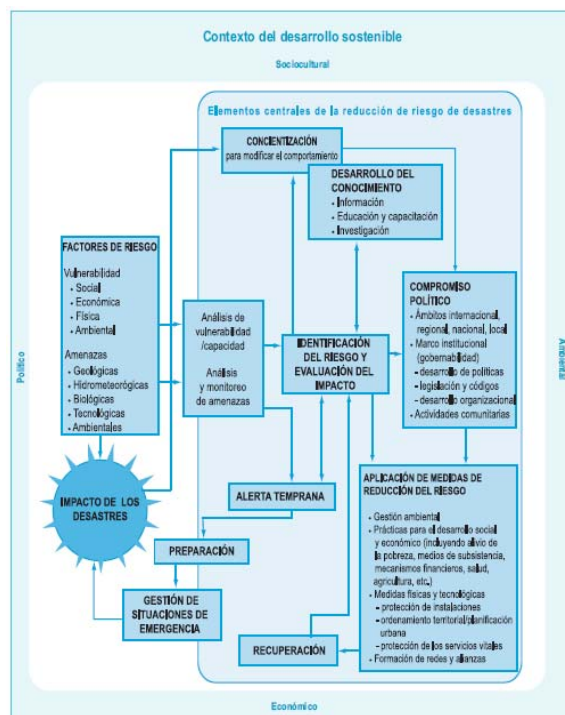 Contexto del desarrollo sostenible
Sociocultural
Elementos centrales de la reducción de riesgo de desastres
CONCIENTIZACIÓN
para modificar el comportamiento
DESARROLLO DEL
CONOCIMIENTO
• Información
• Educación y capacitación
• Investigación
FACTORES DE RIESGO
Vulnerabilidad
• Social
• Económica
• Física
• Ambiental
Amenazas
• Geológicas
• Hidrometeorógicas
• Biológicas
• Tecnológicas
• Ambientales
Análisis de
vulnerabilidad
/capacidad
Análisis
y monitoreo
de amenazas
IDENTIFICACIÓN
DEL RIESGO Y
EVALUACIÓN DEL
IMPACTO
COMPROMISO
POLÍTICO
• Ámbitos internacional,
regional, nacional, local
• Marco institucional
(gobernabilidad)
– desarrollo de políticas
– legislación y códigos
– desarrollo organizacional
• Actividades comunitarias
Político
Ambiental
IMPACTO DE LOS
DESASTRES
ALERTA TEMPRANA
PREPARACIÓN
GESTIÓN DE
SITUACIONES DE
EMERGENCIA
RECUPERACIÓN
APLICACIÓN DE MEDIDAS DE
REDUCCIÓN DEL RIESGO
• Gestión ambiental
• Prácticas para el desarrollo social
y económico (incluyendo alivio de
la pobreza, medios de subsistencia,
mecanismos financieros, salud,
agricultura, etc.)
• Medidas físicas y tecnológicas
– protección de instalaciones
– ordenamiento territorial/planificación
urbana
– protección de los servicios vitales
• Formación de redes y alianzas
Económico